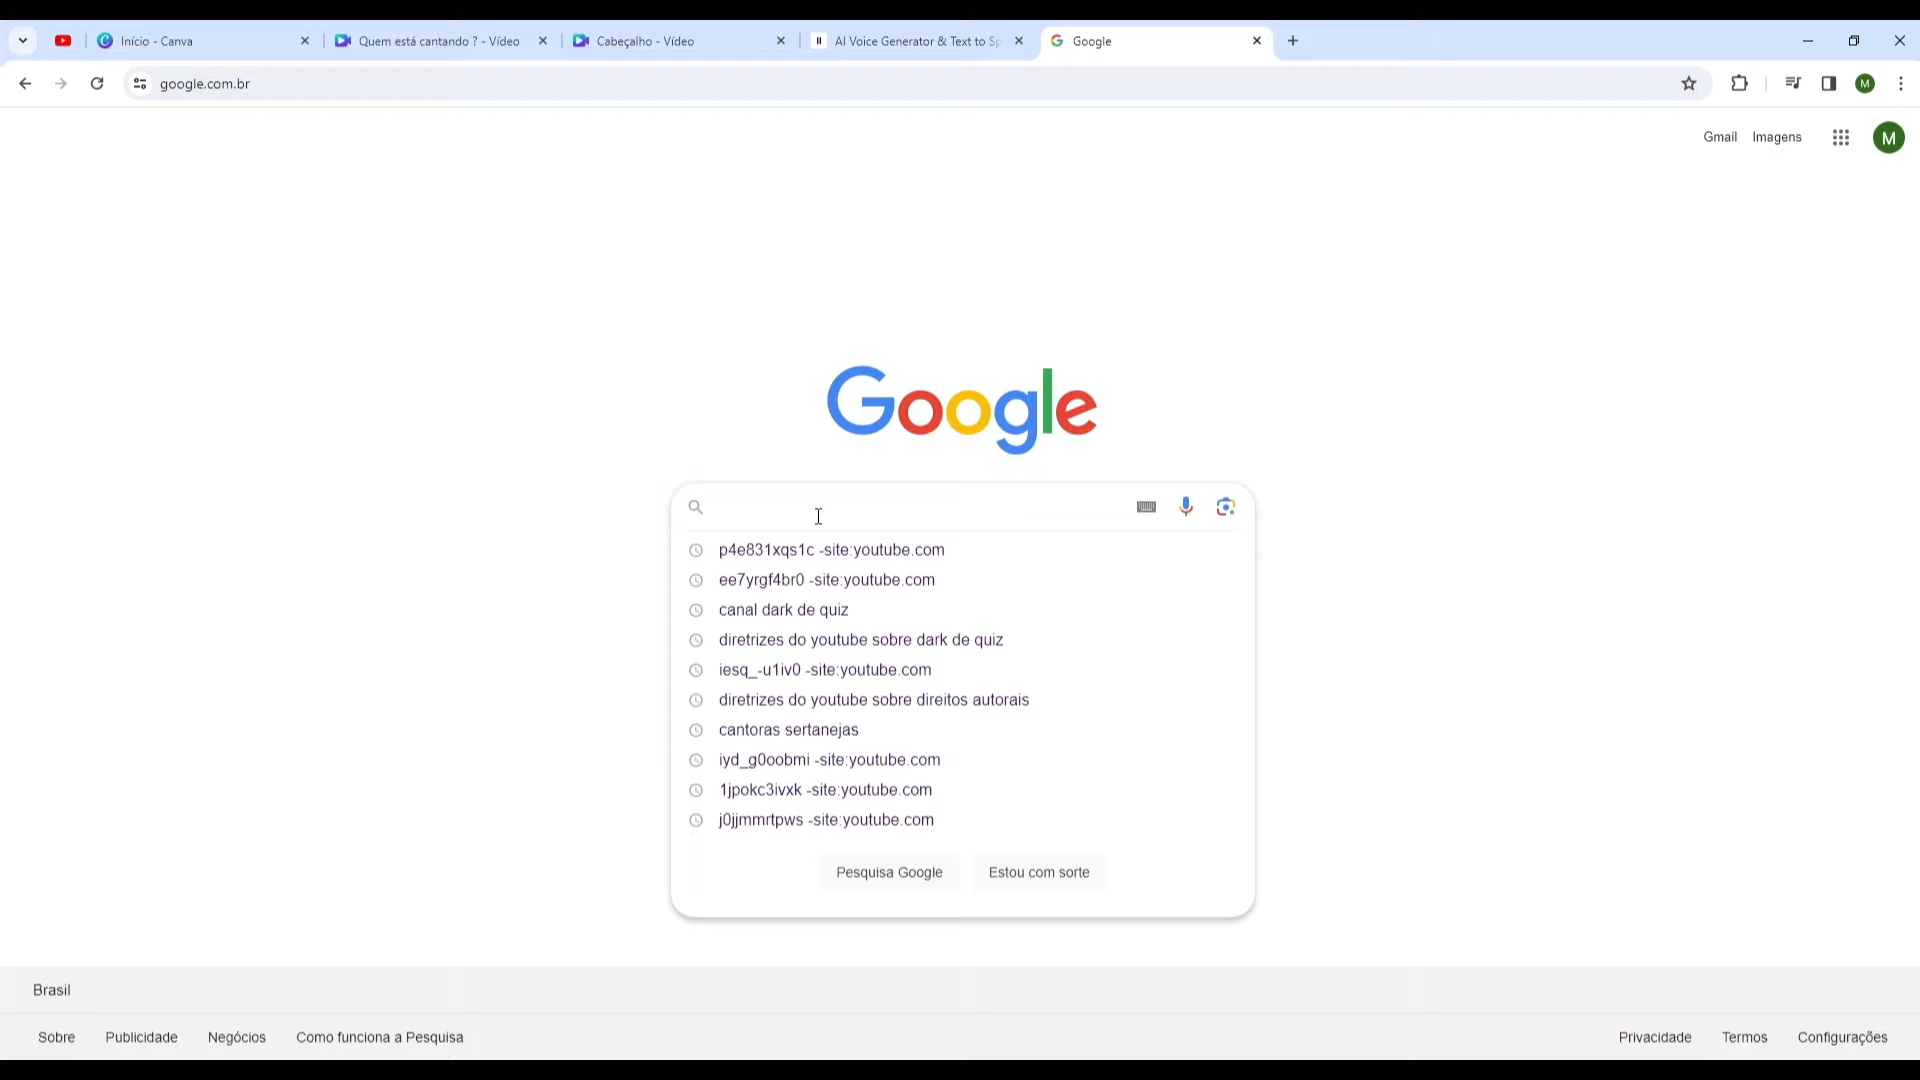 Início - Canva
Quem está cantando ? - Vídeo
Cabeçalho - Vídeo
AI Voice Generator & Text to Sp
Google
google.com.br
M
Gmail
Imagens
M
Google
p4e831xqs1c -site:youtube.com
ee7yrgf4br0 -site:youtube.com
canal dark de quiz
diretrizes do youtube sobre dark de quiz
iesq_-u1iv0 -site:youtube.com
diretrizes do youtube sobre direitos autorais
cantoras sertanejas
iyd_g0oobmi -site:youtube.com
1jpokc3ivxk -site:youtube.com
j0jjmmrtpws -site:youtube.com
Pesquisa Google
Estou com sorte
Brasil
Sobre
Publicidade
Negócios
Como funciona a Pesquisa
Privacidade
Termos
Configurações